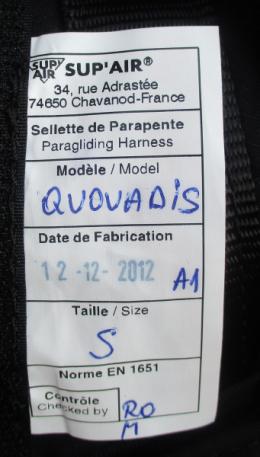 SUP'AIR SUP'AIR®
34, rue Adrastée
74650 Chavanod-France
Sellette de Parapente
Paragliding Harness
Modèle / Model
QUOVADIS
Date de Fabrication
12 -12- 2012 A1
Taille / Size
S
Norme EN 1651
Contrôle
Checked by RO
M